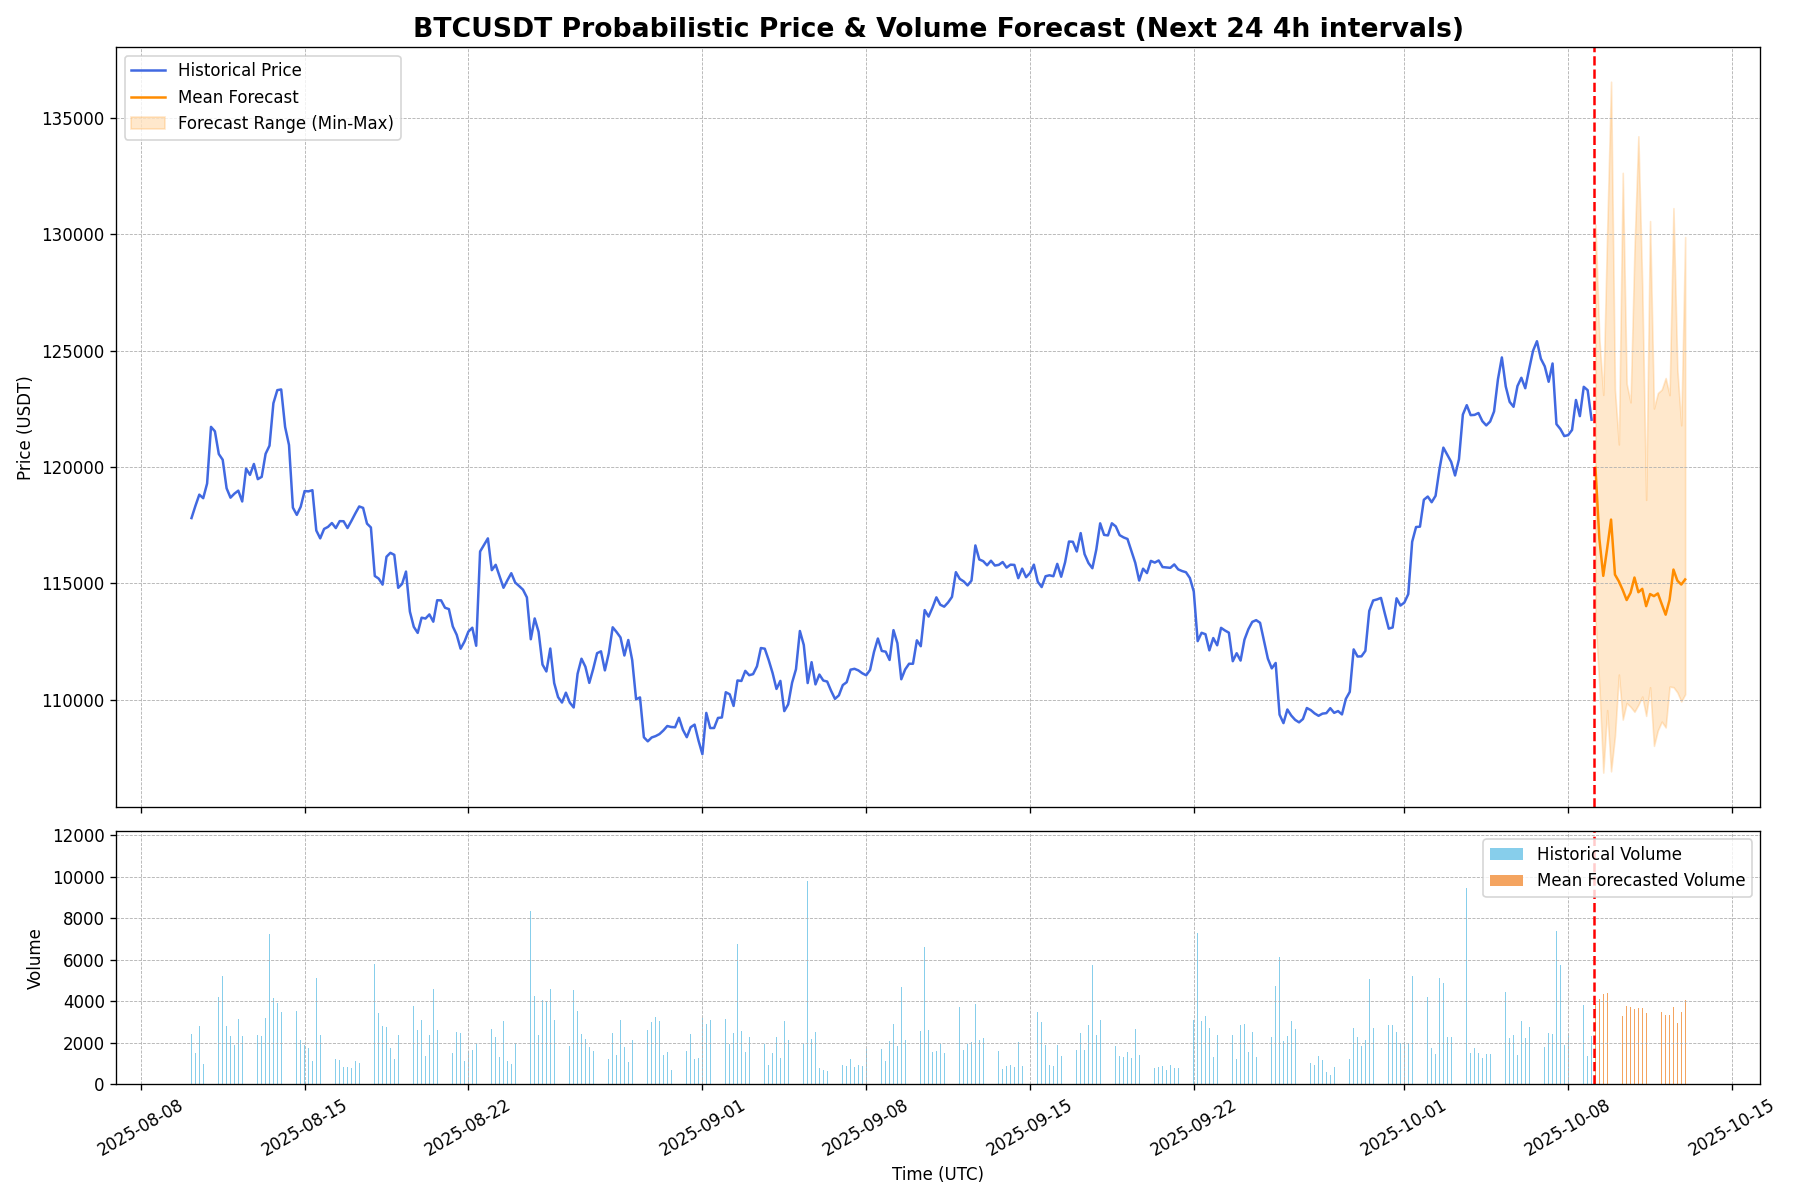 BTCUSDT Probabilistic Price & Volume Forecast (Next 24 4h intervals)
Historical Price
Mean Forecast
Forecast Range (Min-Max)
135000
130000
125000
120000
115000
110000
Price (USDT)
Historical Volume
Mean Forecasted Volume
12000
10000
8000
6000
4000
2000
0
Volume
2025-08-08
2025-08-15
2025-08-22
2025-09-01
2025-09-08
2025-09-15
2025-09-22
2025-10-01
2025-10-08
2025-10-15
Time (UTC)